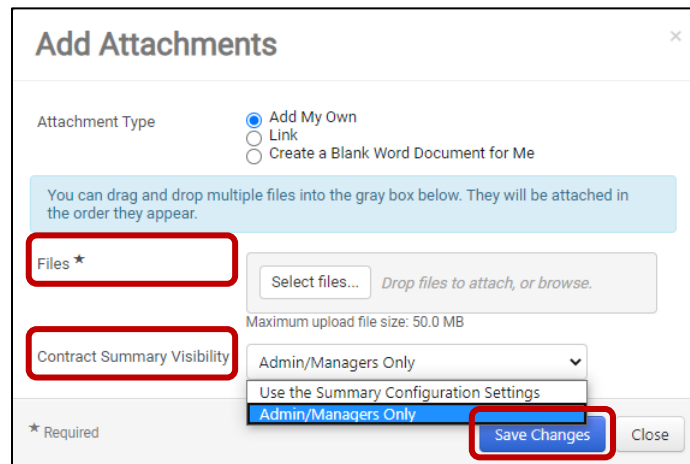 Add Attachments
×
Attachment Type
Add My Own
Link
Create a Blank Word Document for Me
You can drag and drop multiple files into the gray box below. They will be attached in
the order they appear.
Files ★
Select files... Drop files to attach, or browse.
Maximum upload file size: 50.0 MB
Contract Summary Visibility
Admin/Managers Only
Use the Summary Configuration Settings
Admin/Managers Only
★ Required
Save Changes
Close